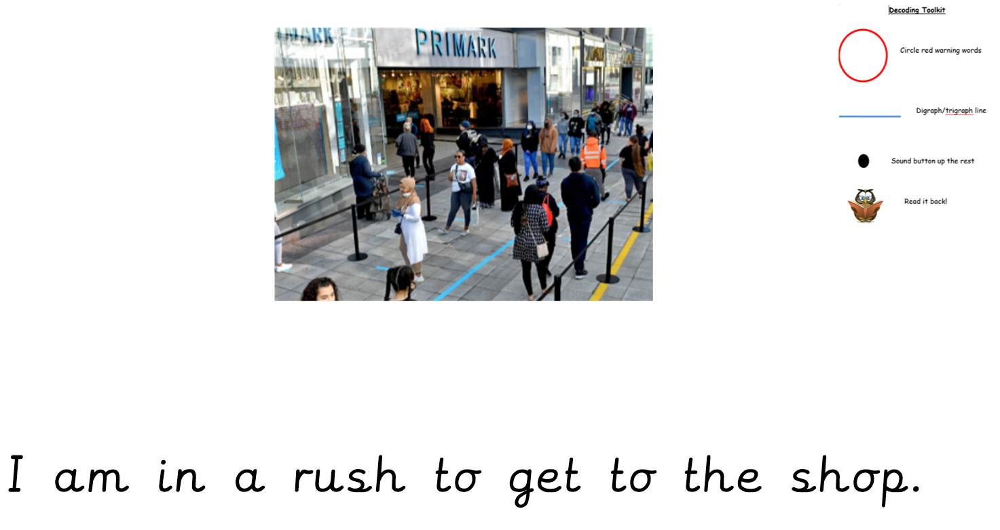 Decoding Toolkit
Circle red warning words
Digraph/trigraph line
Sound button up the rest
Read it back!
MARK
PRIMARK
I am in a rush to get to the shop.